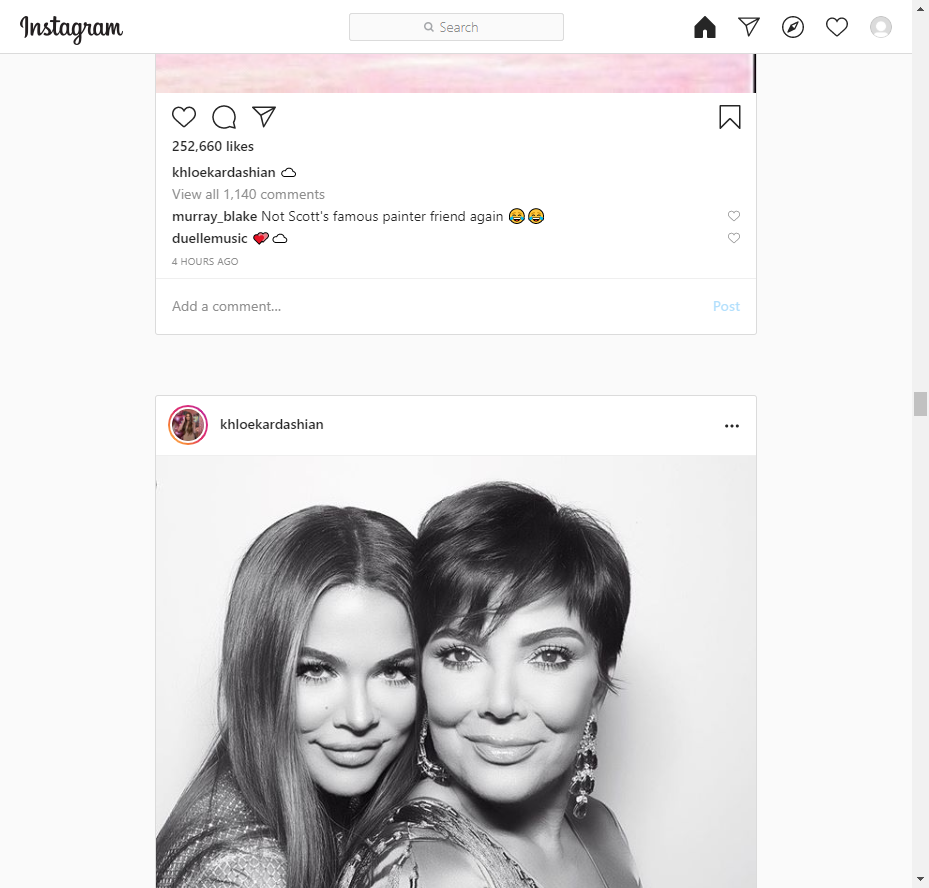 Instagram
Search
252,660 likes
khloekardashian ☁
View all 1,140 comments
murray_blake Not Scott's famous painter friend again 😂😂
duellemusic 💕☁
4 HOURS AGO
Add a comment... Post
khloekardashian